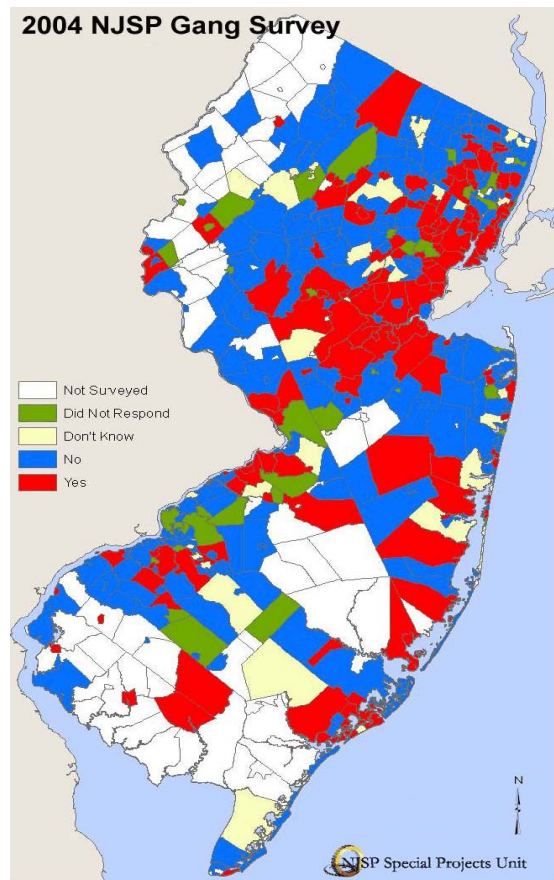 2004 NJSP Gang Survey
Not Surveyed
Did Not Respond
Don't Know
No
Yes
N
NJSP Special Projects Unit